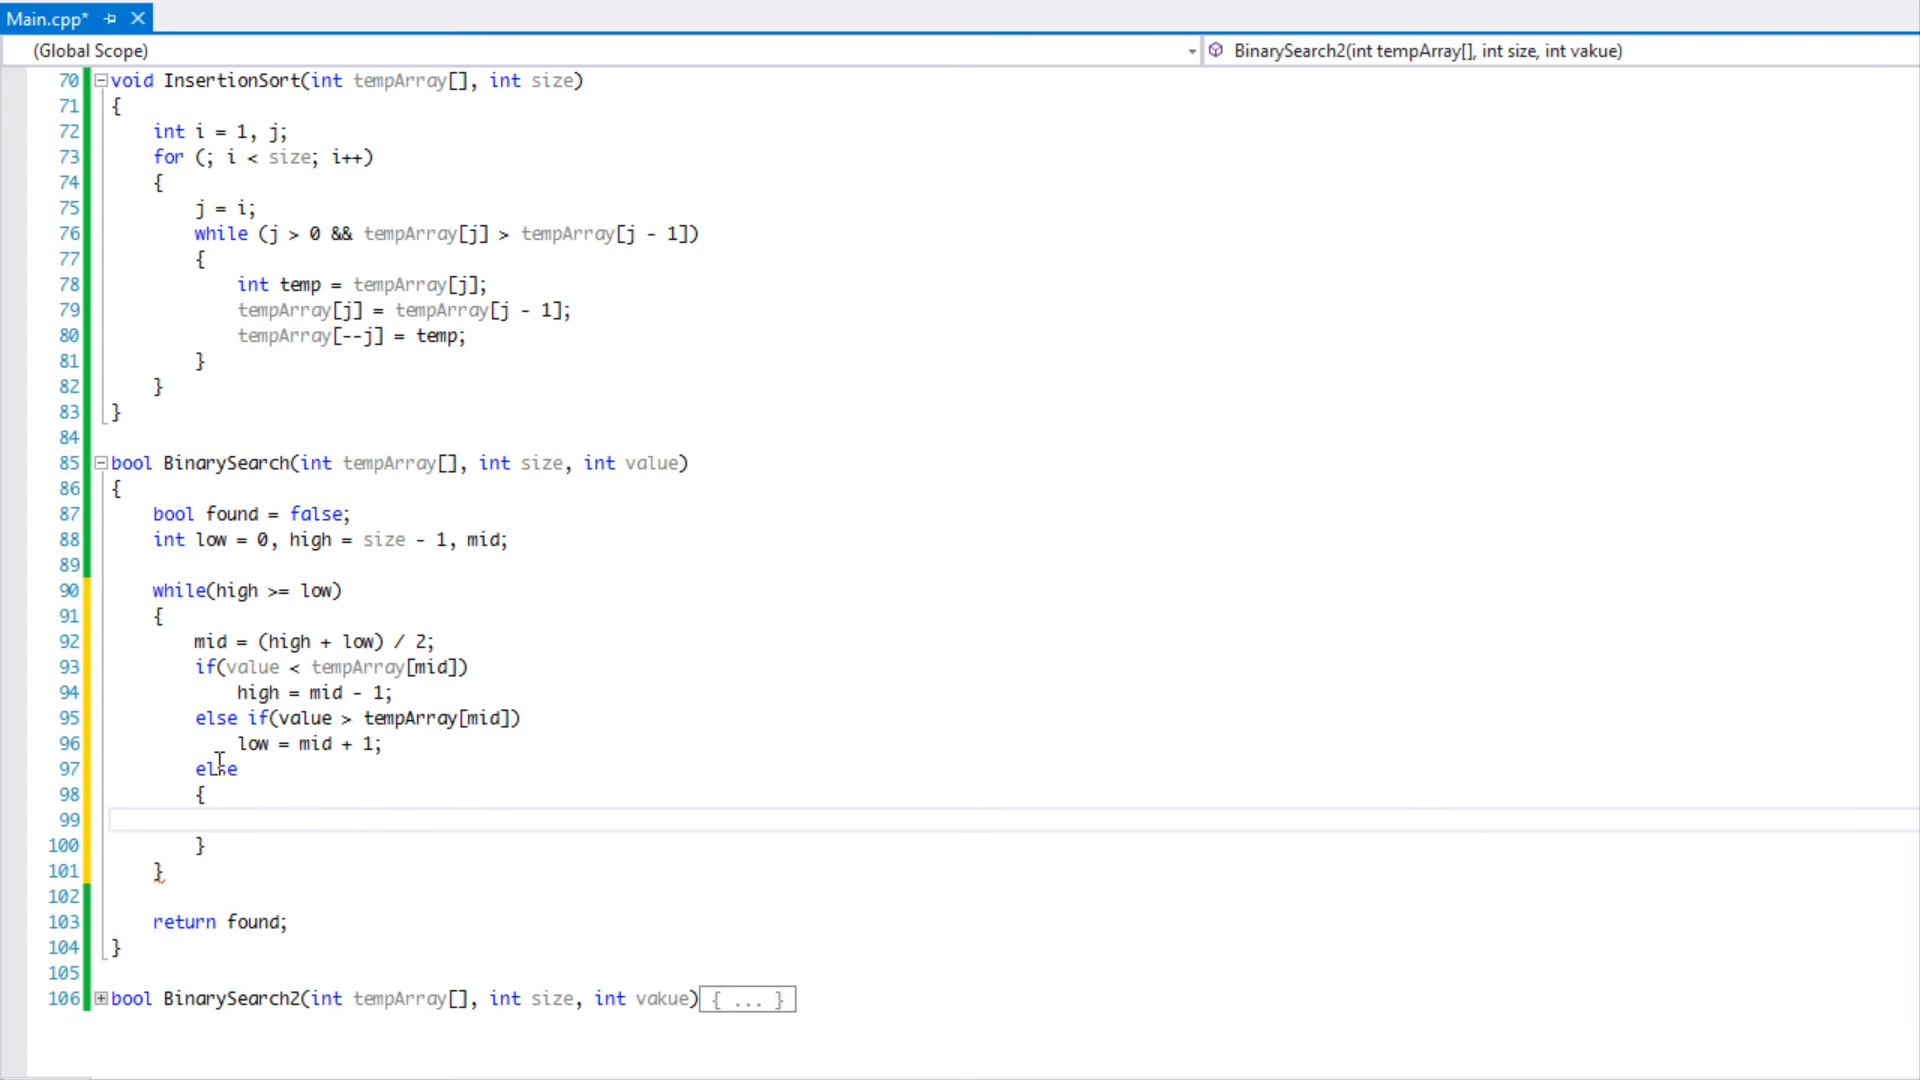 Main.cpp*
(Global Scope)
BinarySearch2(int tempArray[], int size, int vakue)
70 void InsertionSort(int tempArray[], int size)
71 {
72 int i = 1, j;
73 for (; i < size; i++)
74 {
75 j = i;
76 while (j > 0 && tempArray[j] > tempArray[j - 1])
77 {
78 int temp = tempArray[j];
79 tempArray[j] = tempArray[j - 1];
80 tempArray[--j] = temp;
81 }
82 }
83 }
84
85 bool BinarySearch(int tempArray[], int size, int value)
86 {
87 bool found = false;
88 int low = 0, high = size - 1, mid;
89
90 while(high >= low)
91 {
92 mid = (high + low) / 2;
93 if(value < tempArray[mid])
94 high = mid - 1;
95 else if(value > tempArray[mid])
96 low = mid + 1;
97 else
98 {
99
100 }
101 }
102
103 return found;
104 }
105
106 bool BinarySearch2(int tempArray[], int size, int vakue){ ... }